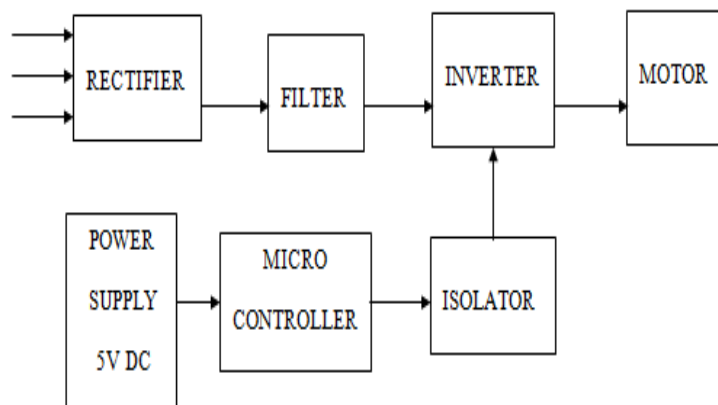 RECTIFIER
FILTER
INVERTER
MOTOR
POWER
SUPPLY
5V DC
MICRO
CONTROLLER
ISOLATOR